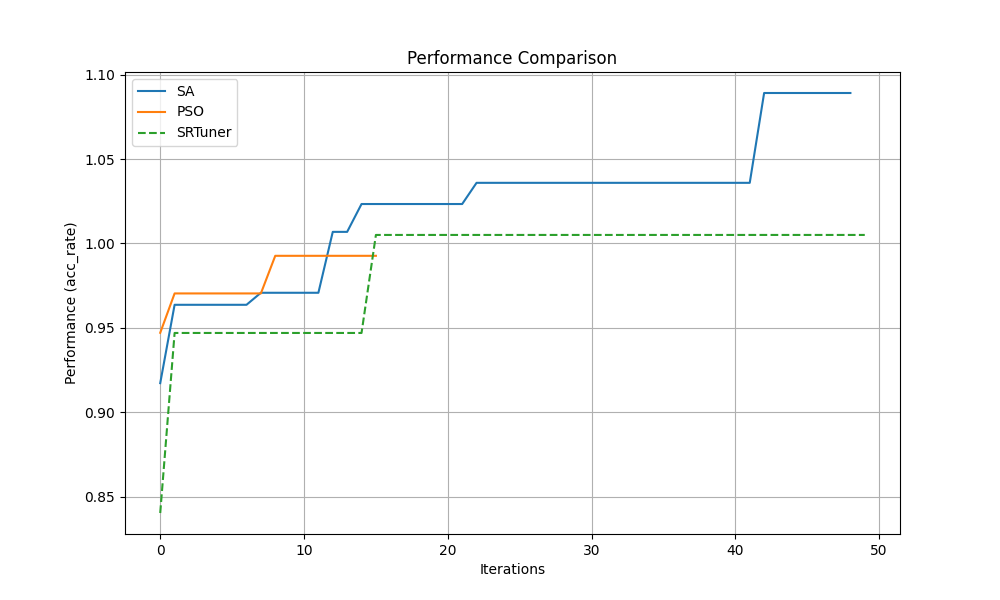 Performance Comparison
SA
PSO
SRTuner
Performance (acc_rate)
1.10
1.05
1.00
0.95
0.90
0.85
0 10 20 30 40 50
Iterations